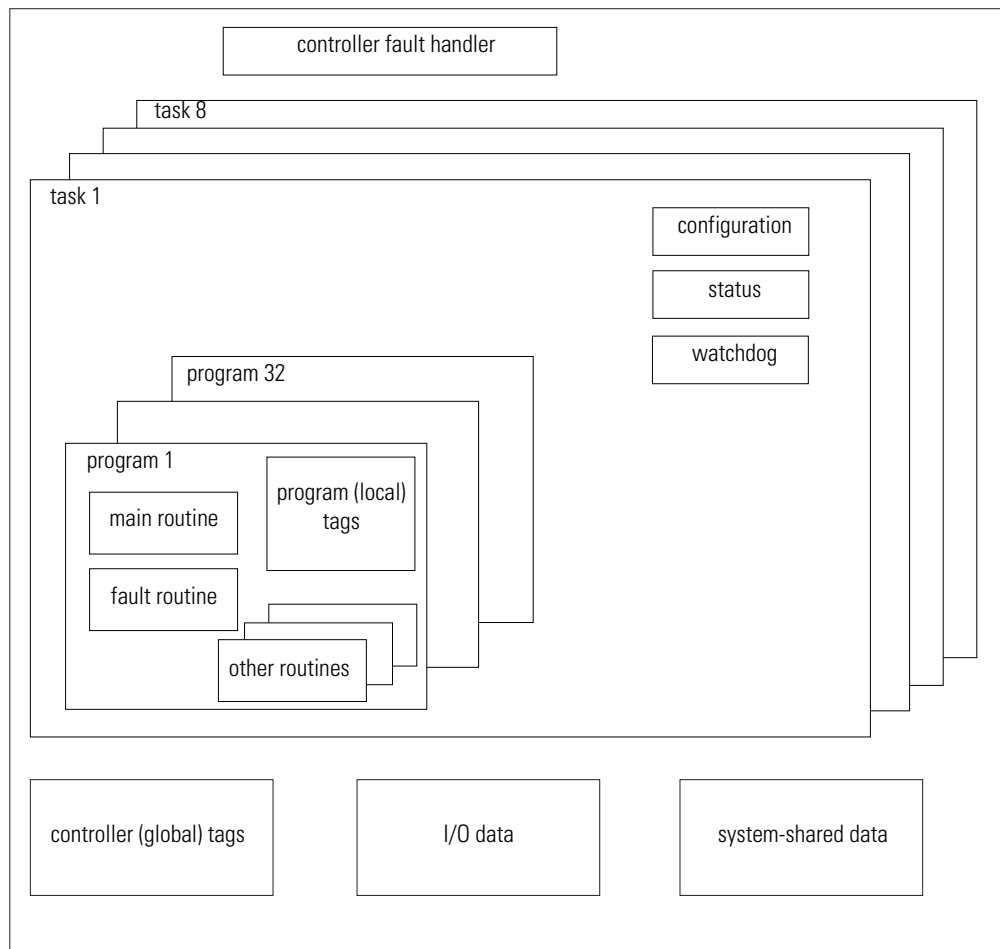 controller fault handler
task 8
task 1
configuration
status
watchdog
program 32
program 1
program (local)
tags
main routine
fault routine
other routines
controller (global) tags
I/O data
system-shared data